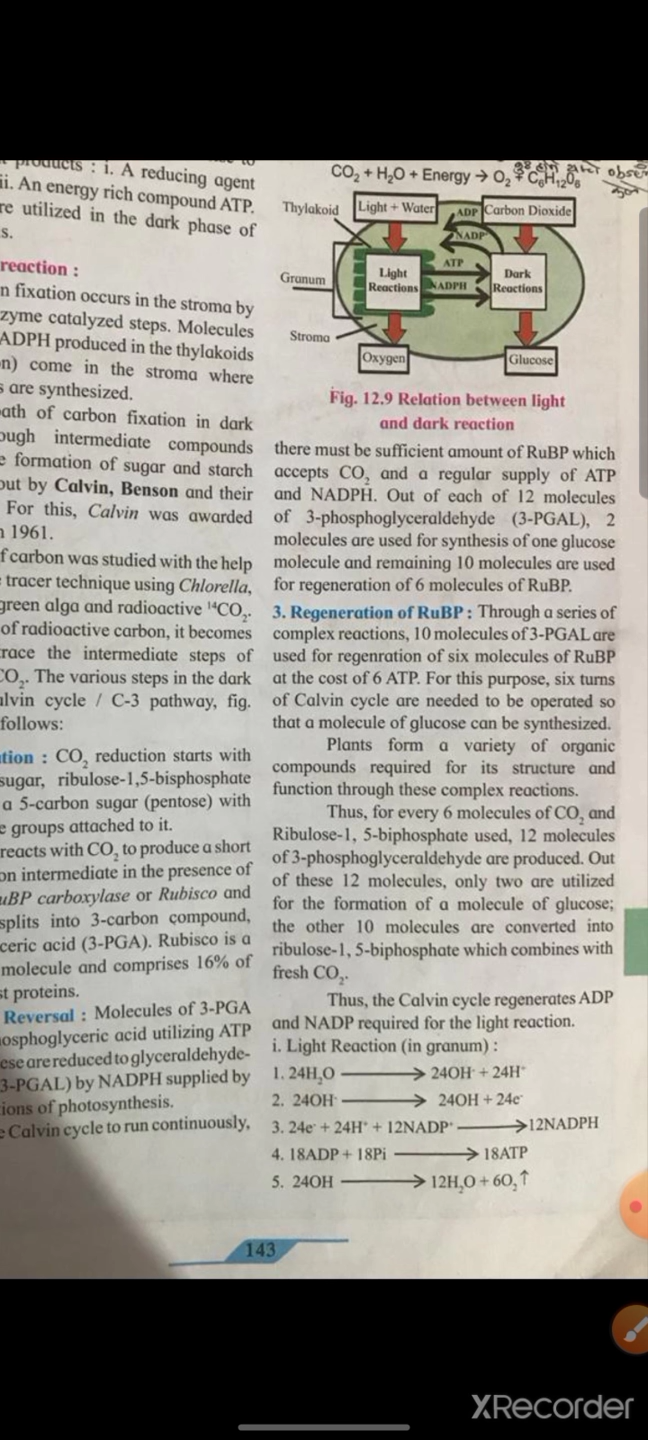 products : i. A reducing agent
ii. An energy rich compound ATP.
re utilized in the dark phase of
s.
reaction :
n fixation occurs in the stroma by
zyme catalyzed steps. Molecules
ADPH produced in the thylakoids
on) come in the stroma where
s are synthesized.
ath of carbon fixation in dark
ough intermediate compounds
e formation of sugar and starch
out by Calvin, Benson and their
For this, Calvin was awarded
n 1961.
f carbon was studied with the help
tracer technique using Chlorella,
green alga and radioactive ¹⁴CO₂.
of radioactive carbon, it becomes
race the intermediate steps of
CO₂. The various steps in the dark
alvin cycle / C-3 pathway, fig.
follows:
tion : CO₂ reduction starts with
sugar, ribulose-1,5-bisphosphate
a 5-carbon sugar (pentose) with
e groups attached to it.
reacts with CO₂ to produce a short
on intermediate in the presence of
uBP carboxylase or Rubisco and
splits into 3-carbon compound,
ceric acid (3-PGA). Rubisco is a
molecule and comprises 16% of
st proteins.
Reversal : Molecules of 3-PGA
osphoglyceric acid utilizing ATP
ese are reduced to glyceraldehyde-
3-PGAL) by NADPH supplied by
ions of photosynthesis.
e Calvin cycle to run continuously,
CO₂ + H₂O + Energy → O₂ + C₆H₁₂O₆
Thylakoid
Light + Water
ADP
Carbon Dioxide
NADP
Granum
Light
Reactions
ATP
NADPH
Dark
Reactions
Stroma
Oxygen
Glucose
Fig. 12.9 Relation between light
and dark reaction
there must be sufficient amount of RuBP which
accepts CO₂ and a regular supply of ATP
and NADPH. Out of each of 12 molecules
of 3-phosphoglyceraldehyde (3-PGAL), 2
molecules are used for synthesis of one glucose
molecule and remaining 10 molecules are used
for regeneration of 6 molecules of RuBP.
3. Regeneration of RuBP : Through a series of
complex reactions, 10 molecules of 3-PGAL are
used for regenration of six molecules of RuBP
at the cost of 6 ATP. For this purpose, six turns
of Calvin cycle are needed to be operated so
that a molecule of glucose can be synthesized.
Plants form a variety of organic
compounds required for its structure and
function through these complex reactions.
Thus, for every 6 molecules of CO₂ and
Ribulose-1, 5-biphosphate used, 12 molecules
of 3-phosphoglyceraldehyde are produced. Out
of these 12 molecules, only two are utilized
for the formation of a molecule of glucose;
the other 10 molecules are converted into
ribulose-1, 5-biphosphate which combines with
fresh CO₂.
Thus, the Calvin cycle regenerates ADP
and NADP required for the light reaction.
i. Light Reaction (in granum) :
1. 24H₂O ⟶ 24OH⁻ + 24H⁺
2. 24OH⁻ ⟶ 24OH + 24e⁻
3. 24e⁻ + 24H⁺ + 12NADP⁺ ⟶ 12NADPH
4. 18ADP + 18Pi ⟶ 18ATP
5. 24OH ⟶ 12H₂O + 6O₂↑
143
XRecorder